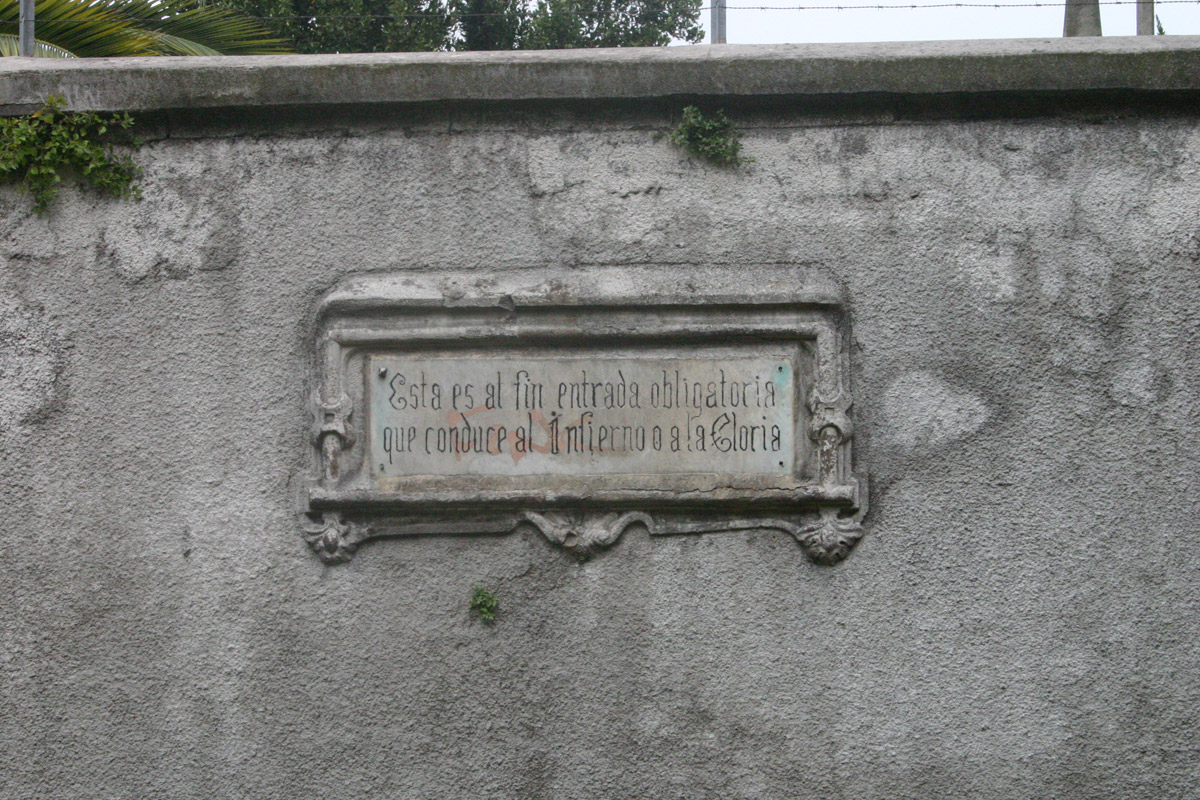 Esta es al fin entrada obligatoria
que conduce al Infierno o a la Gloria